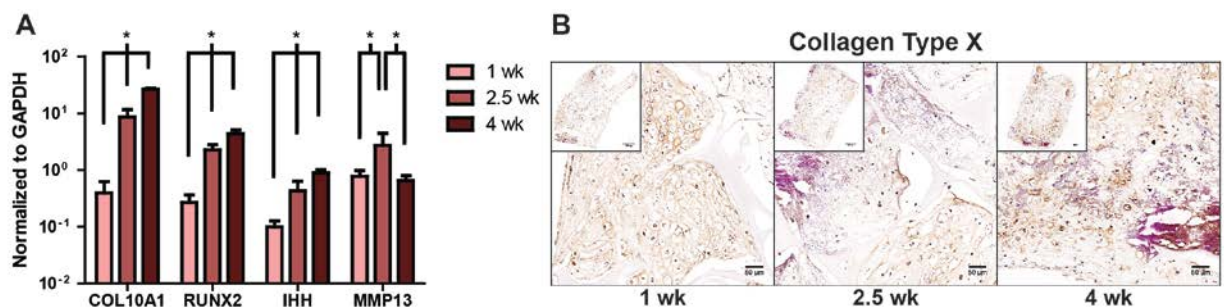 A
Normalized to GAPDH
10²
10¹
10⁰
10⁻¹
10⁻²
* * * * *
COL10A1 RUNX2 IHH MMP13
1 wk
2.5 wk
4 wk
B
Collagen Type X
50 µm 50 µm 50 µm
1 wk 2.5 wk 4 wk